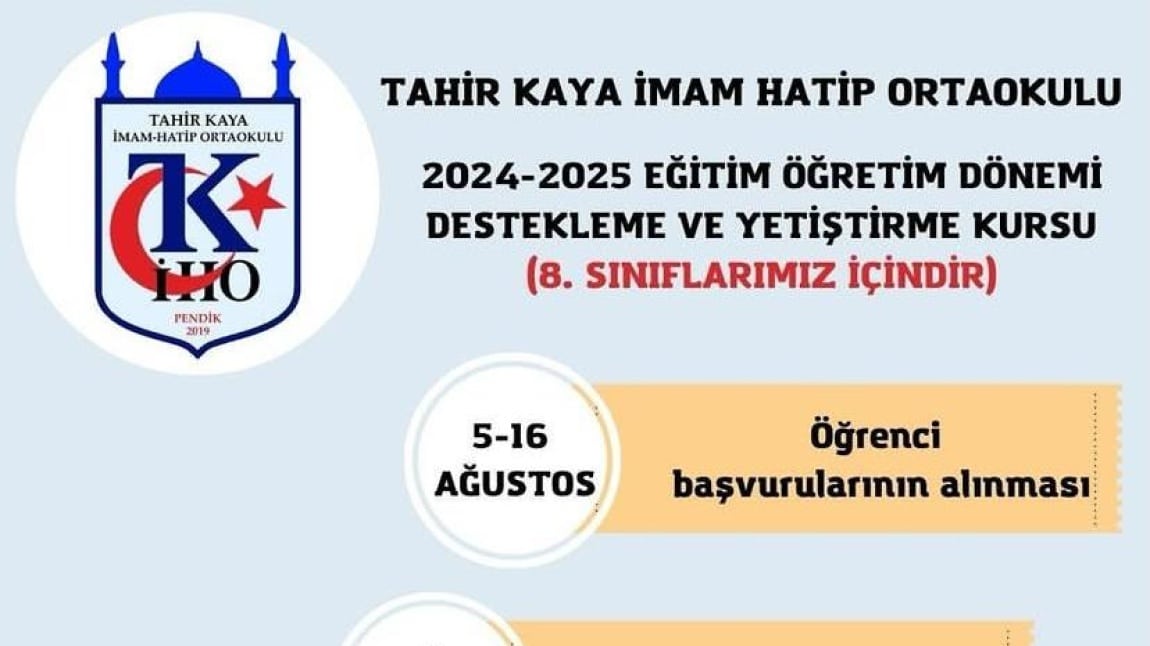 TAHİR KAYA
İMAM-HATİP ORTAOKULU
TK
İHO
PENDİK
2019
TAHİR KAYA İMAM HATİP ORTAOKULU
2024-2025 EĞİTİM ÖĞRETİM DÖNEMİ
DESTEKLEME VE YETİŞTİRME KURSU
(8. SINIFLARIMIZ İÇİNDİR)
5-16
AĞUSTOS
Öğrenci
başvurularının alınması